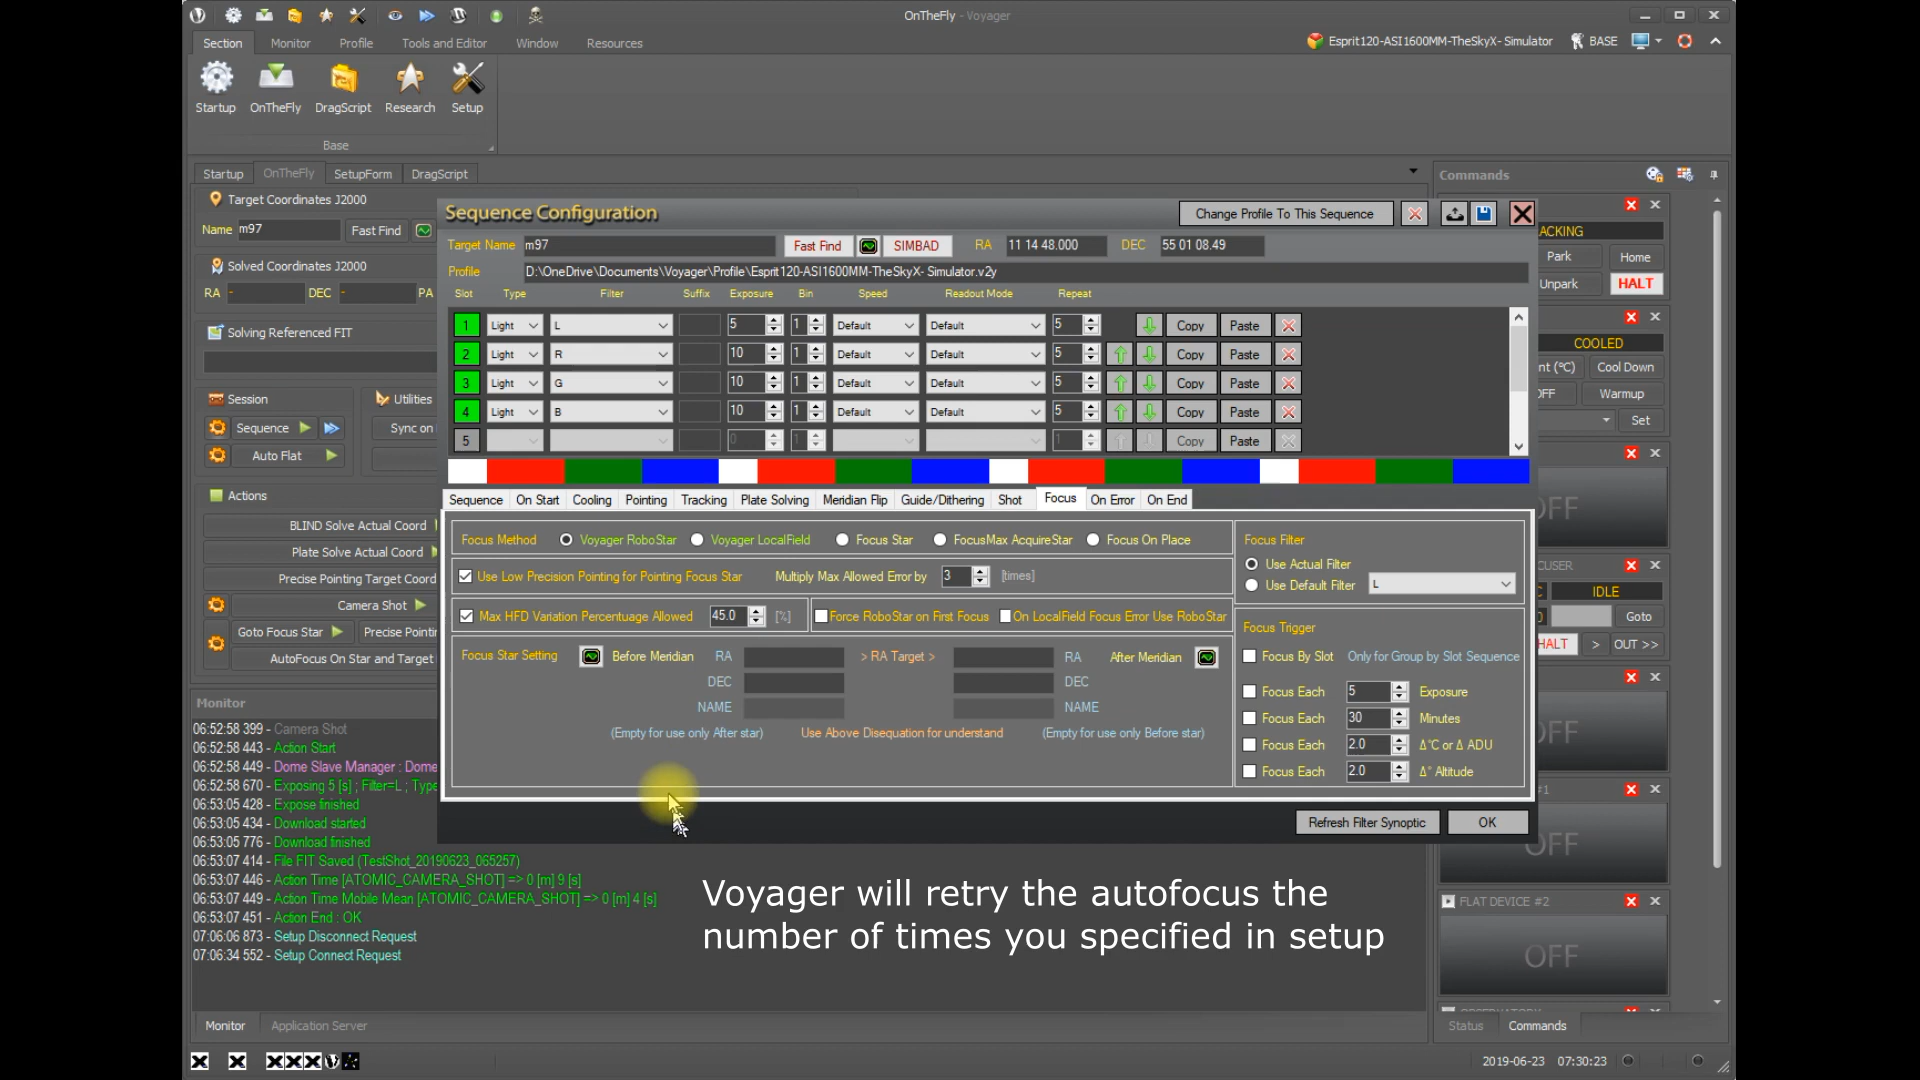 OnTheFly - Voyager
Section Monitor Profile Tools and Editor Window Resources
Esprit120-ASI1600MM-TheSkyX- Simulator BASE
Startup OnTheFly DragScript Research Setup
Base
Startup OnTheFly SetupForm DragScript
Commands
Target Coordinates J2000
Name m97 Fast Find
Solved Coordinates J2000
RA - DEC - PA
Solving Referenced FIT
Session Utilities
Sequence Sync on
Auto Flat
Actions
BLIND Solve Actual Coord
Plate Solve Actual Coord
Precise Pointing Target Coord
Camera Shot
Goto Focus Star Precise Pointi
AutoFocus On Star and Target
Sequence Configuration
Change Profile To This Sequence
Target Name m97 Fast Find SIMBAD RA 11 14 48.000 DEC 55 01 08.49
Profile D:\OneDrive\Documents\Voyager\Profile\Esprit120-ASI1600MM-TheSkyX- Simulator.v2y
Slot Type Filter Suffix Exposure Bin Speed Readout Mode Repeat
1 Light L 5 1 Default Default 5 Copy Paste
2 Light R 10 1 Default Default 5 Copy Paste
3 Light G 10 1 Default Default 5 Copy Paste
4 Light B 10 1 Default Default 5 Copy Paste
5 0 1 1 Copy Paste
Sequence On Start Cooling Pointing Tracking Plate Solving Meridian Flip Guide/Dithering Shot Focus On Error On End
Focus Method Voyager RoboStar Voyager LocalField Focus Star FocusMax AcquireStar Focus On Place
Use Low Precision Pointing for Pointing Focus Star Multiply Max Allowed Error by 3 [times]
Max HFD Variation Percentuage Allowed 45.0 [%] Force RoboStar on First Focus On LocalField Focus Error Use RoboStar
Focus Star Setting Before Meridian RA > RA Target > RA After Meridian
DEC DEC
NAME NAME
(Empty for use only After star) Use Above Disequation for understand (Empty for use only Before star)
Focus Filter
Use Actual Filter
Use Default Filter L
Focus Trigger
Focus By Slot Only for Group by Slot Sequence
Focus Each 5 Exposure
Focus Each 30 Minutes
Focus Each 2.0 Δ°C or Δ ADU
Focus Each 2.0 Δ° Altitude
Refresh Filter Synoptic OK
ACKING
Park Home
Unpark HALT
COOLED
nt (°C) Cool Down
OFF Warmup
Set
OFF
CUSER
IDLE
Goto
HALT > OUT >>
OFF
#1
OFF
FLAT DEVICE #2
OFF
Status Commands
Monitor
06:52:58 399 - Camera Shot
06:52:58 443 - Action Start
06:52:58 449 - Dome Slave Manager : Dome
06:52:58 670 - Exposing 5 [s] ; Filter=L ; Type
06:53:05 428 - Expose finished
06:53:05 434 - Download started
06:53:05 776 - Download finished
06:53:07 414 - File FIT Saved (TestShot_20190623_065257)
06:53:07 446 - Action Time [ATOMIC_CAMERA_SHOT] => 0 [m] 9 [s]
06:53:07 449 - Action Time Mobile Mean [ATOMIC_CAMERA_SHOT] => 0 [m] 4 [s]
06:53:07 451 - Action End : OK
07:06:06 873 - Setup Disconnect Request
07:06:34 552 - Setup Connect Request
Voyager will retry the autofocus the
number of times you specified in setup
Monitor Application Server
2019-06-23 07:30:23